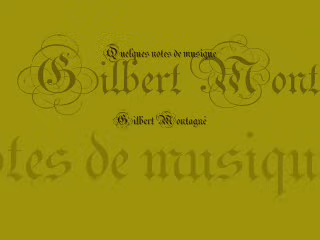 Quelques notes de musique
Gilbert Mont
Gilbert Montagné
otes de musiqu